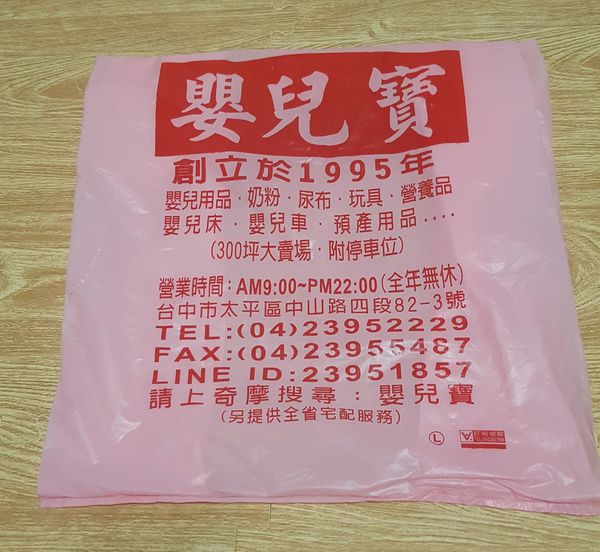 嬰兒寶
創立於1995年
嬰兒用品．奶粉．尿布．玩具．營養品
嬰兒床．嬰兒車．預產用品....
(300坪大賣場．附停車位)
營業時間：AM9:00~PM22:00(全年無休)
台中市太平區中山路四段82-3號
TEL:(04)23952229
FAX:(04)23955487
LINE ID:23951857
請上奇摩搜尋：嬰兒寶
(另提供全省宅配服務)
L